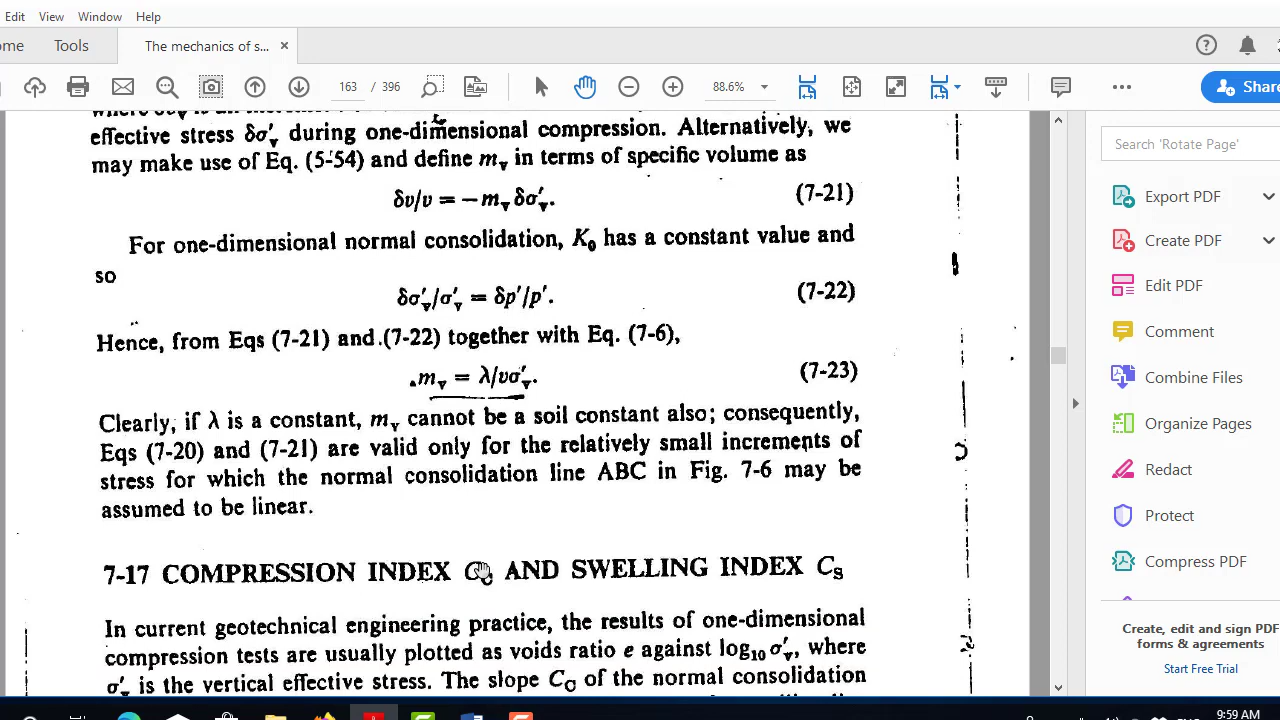 Edit View Window Help
ome Tools The mechanics of s... ×
163 / 396 88.6% Share
effective stress δσ′ᵥ during one-dimensional compression. Alternatively, we
may make use of Eq. (5-54) and define mᵥ in terms of specific volume as
δv/v = −mᵥ δσ′ᵥ. (7-21)
For one-dimensional normal consolidation, K₀ has a constant value and
so
δσ′ᵥ/σ′ᵥ = δp′/p′. (7-22)
Hence, from Eqs (7-21) and (7-22) together with Eq. (7-6),
mᵥ = λ/vσ′ᵥ. (7-23)
Clearly, if λ is a constant, mᵥ cannot be a soil constant also; consequently,
Eqs (7-20) and (7-21) are valid only for the relatively small increments of
stress for which the normal consolidation line ABC in Fig. 7-6 may be
assumed to be linear.
7-17 COMPRESSION INDEX AND SWELLING INDEX Cₛ
In current geotechnical engineering practice, the results of one-dimensional
compression tests are usually plotted as voids ratio e against log₁₀ σ′ᵥ, where
σ′ᵥ is the vertical effective stress. The slope C_C of the normal consolidation
Search 'Rotate Page'
Export PDF
Create PDF
Edit PDF
Comment
Combine Files
Organize Pages
Redact
Protect
Compress PDF
Create, edit and sign PDF
forms & agreements
Start Free Trial
9:59 AM